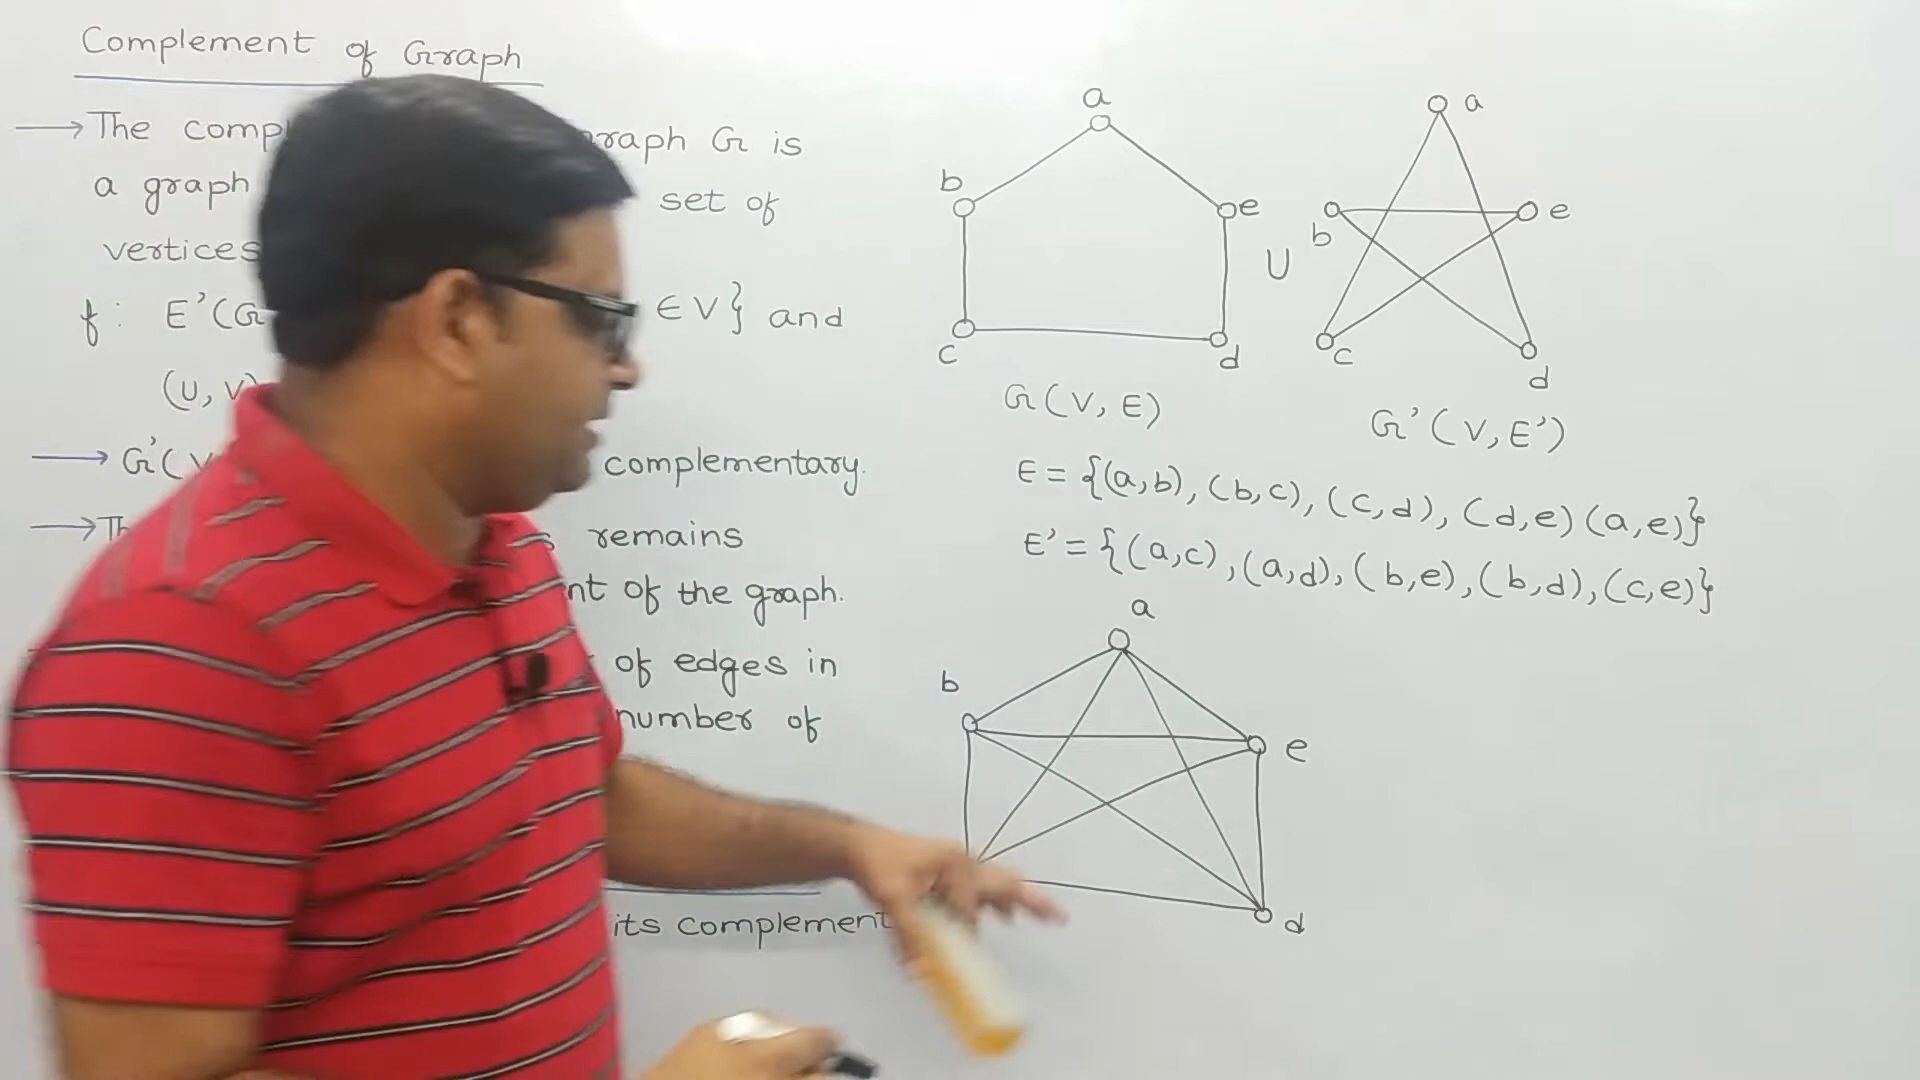 Complement of Graph
→ The comp raph G is
a graph set of
vertices
f: E'(G ∈ V} and
(u, v)
→ G'(V complementary.
→ Th s remains
nt of the graph.
of edges in
number of
its complement
a
b
e
c
d
G(V, E)
U
a
b
e
c
d
G'(V, E')
E = {(a,b), (b,c), (c,d), (d,e) (a,e)}
E' = {(a,c), (a,d), (b,e), (b,d), (c,e)}
a
b
e
d